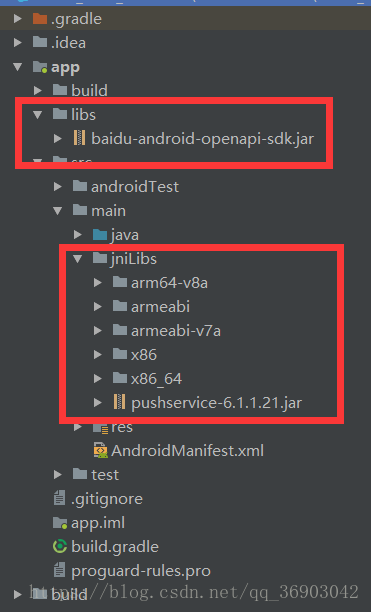 .gradle
.idea
app
build
libs
baidu-android-openapi-sdk.jar
src
androidTest
main
java
jniLibs
arm64-v8a
armeabi
armeabi-v7a
x86
x86_64
pushservice-6.1.1.21.jar
res
AndroidManifest.xml
test
.gitignore
app.iml
build.gradle
proguard-rules.pro
build
https://blog.csdn.net/qq_36903042